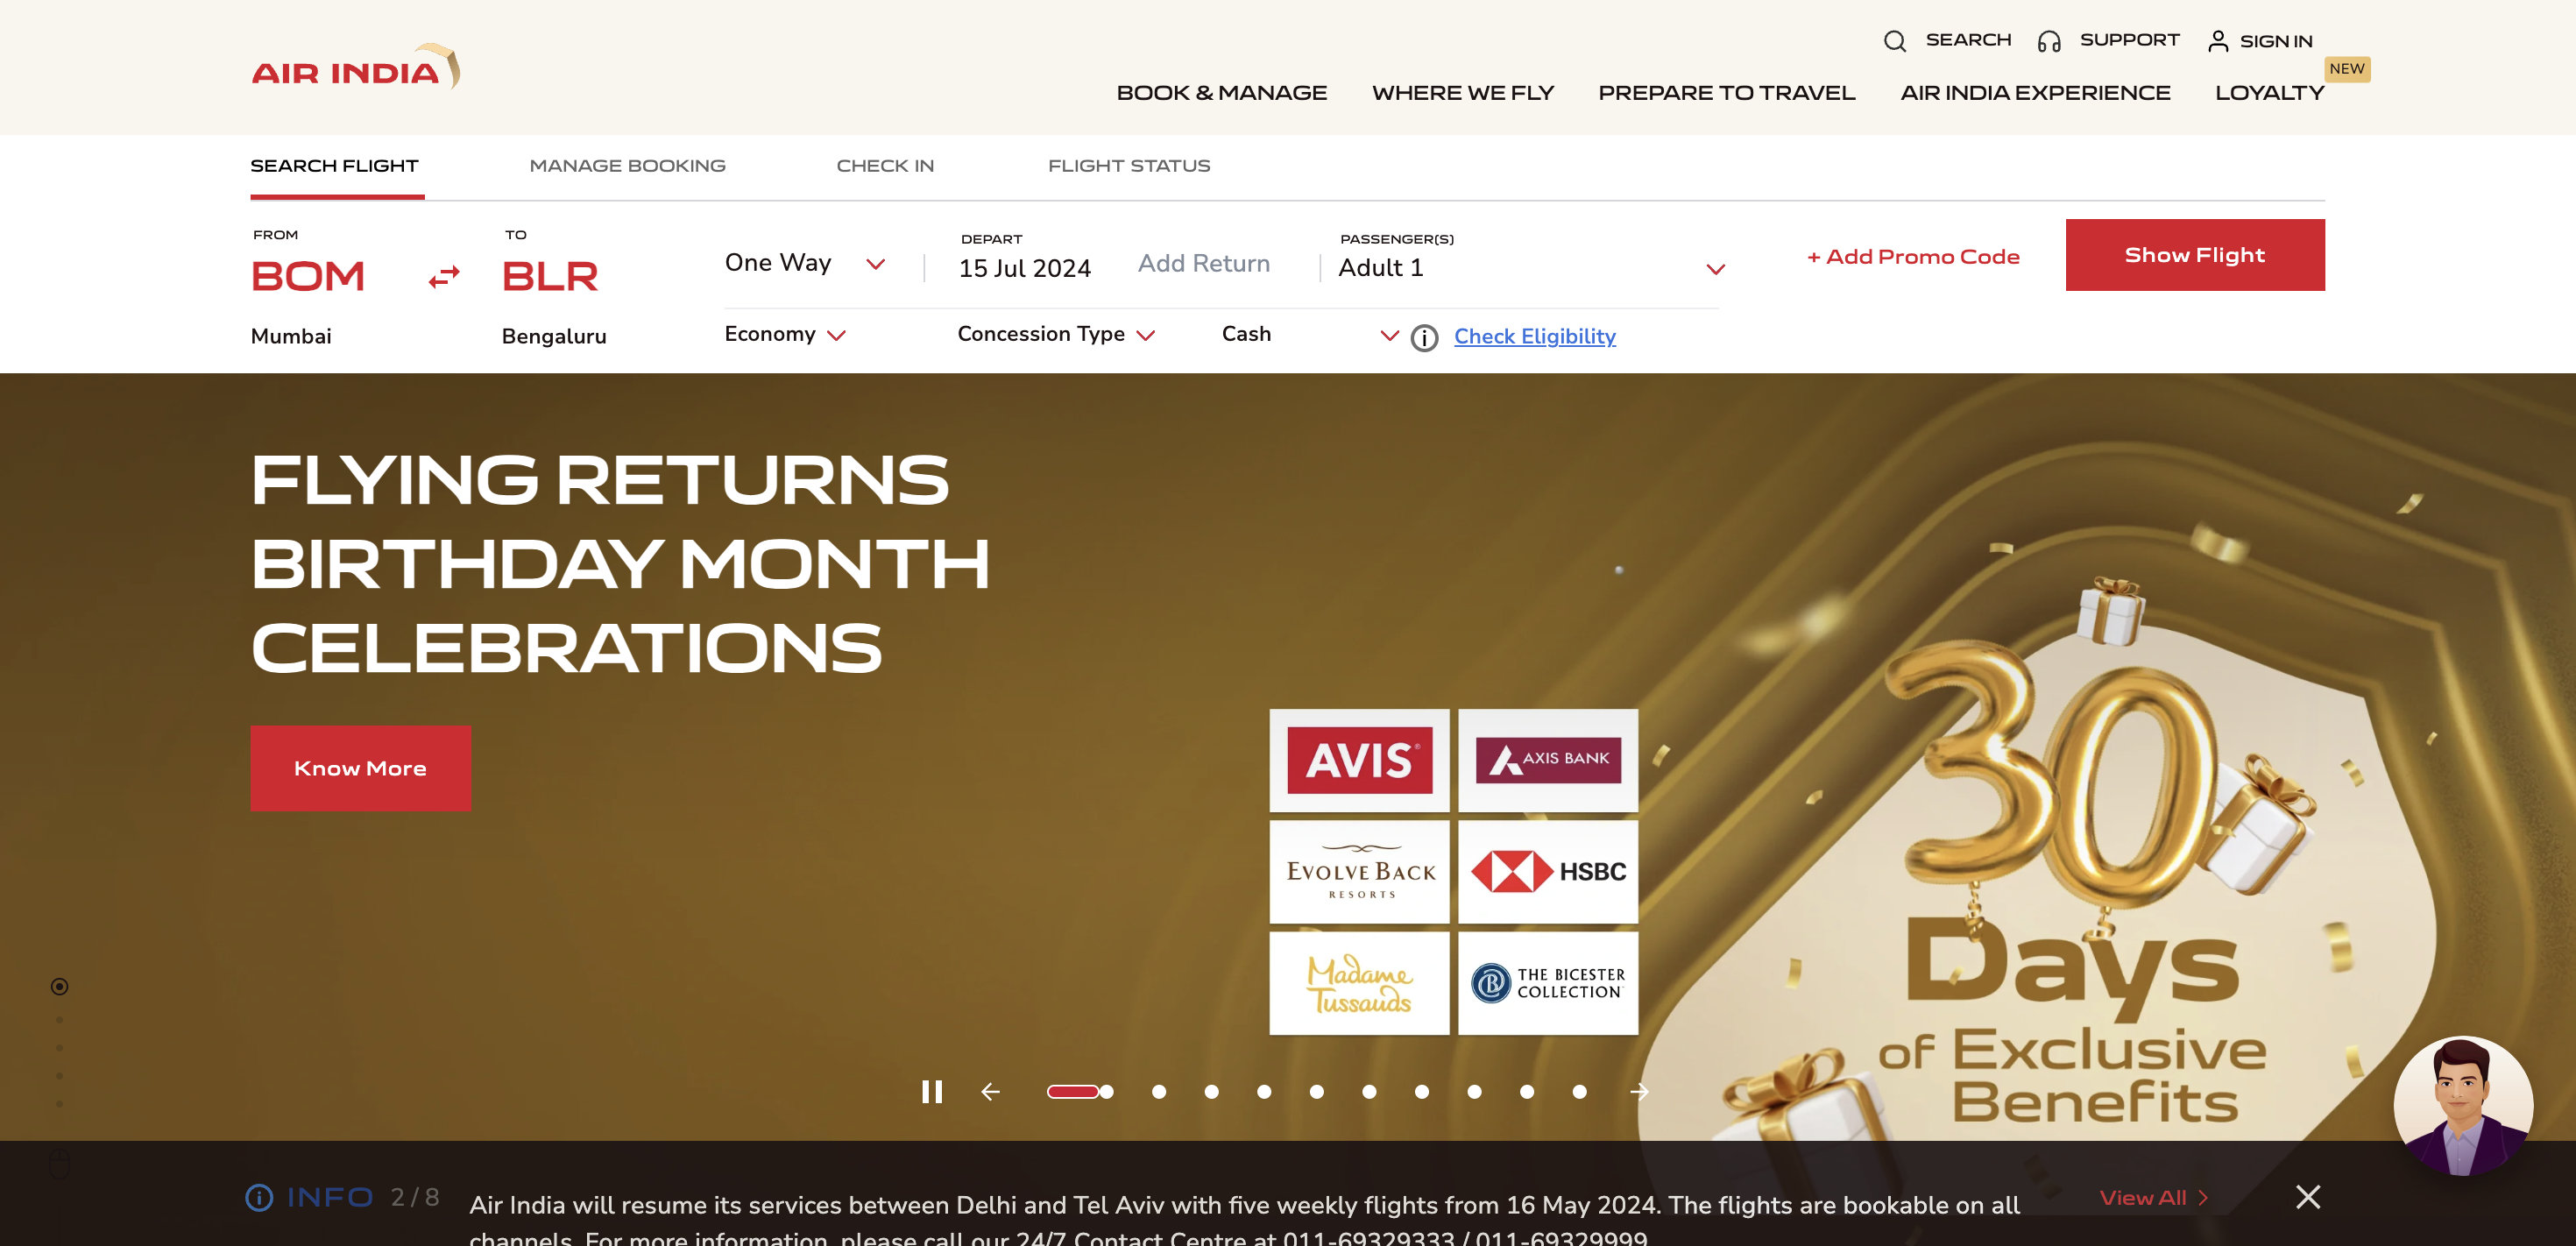 AIR INDIA
SEARCH SUPPORT SIGN IN
NEW
BOOK & MANAGE WHERE WE FLY PREPARE TO TRAVEL AIR INDIA EXPERIENCE LOYALTY
SEARCH FLIGHT MANAGE BOOKING CHECK IN FLIGHT STATUS
FROM TO
BOM BLR
Mumbai Bengaluru
One Way
DEPART
15 Jul 2024 Add Return
PASSENGER(S)
Adult 1
Economy Concession Type Cash Check Eligibility
+ Add Promo Code
Show Flight
FLYING RETURNS
BIRTHDAY MONTH
CELEBRATIONS
Know More
AVIS
AXIS BANK
EVOLVE BACK
RESORTS
HSBC
Madame
Tussauds
THE BICESTER
COLLECTION
30
Days
of Exclusive
Benefits
INFO 2 / 8
Air India will resume its services between Delhi and Tel Aviv with five weekly flights from 16 May 2024. The flights are bookable on all
channels. For more information, please call our 24/7 Contact Centre at 011-69329333 / 011-69329999
View All